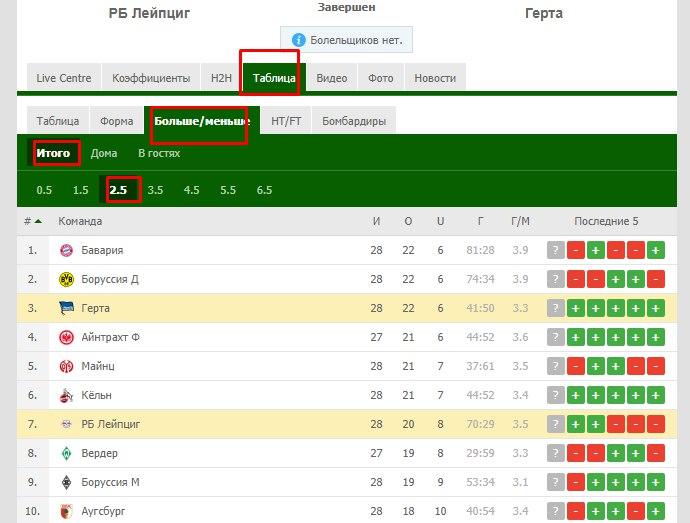 РБ Лейпциг Завершен Герта
i Болельщиков нет.
Live Centre Коэффициенты H2H Таблица Видео Фото Новости
Таблица Форма Больше/меньше HT/FT Бомбардиры
Итого Дома В гостях
0.5 1.5 2.5 3.5 4.5 5.5 6.5
# Команда И О U Г Г/М Последние 5
1. Бавария 28 22 6 81:28 3.9 ? - + - - +
2. Боруссия Д 28 22 6 74:34 3.9 ? - - + + -
3. Герта 28 22 6 41:50 3.3 ? + + + + +
4. Айнтрахт Ф 27 21 6 44:52 3.6 ? + + + + +
5. Майнц 28 21 7 37:61 3.5 ? - + + - -
6. Кёльн 28 21 7 44:52 3.4 ? + + + + +
7. РБ Лейпциг 28 20 8 70:29 3.5 ? + + - - -
8. Вердер 27 19 8 29:59 3.3 ? - - + + -
9. Боруссия М 28 19 9 53:34 3.1 ? - + + + +
10. Аугсбург 28 18 10 40:54 3.4 ? - + + - +